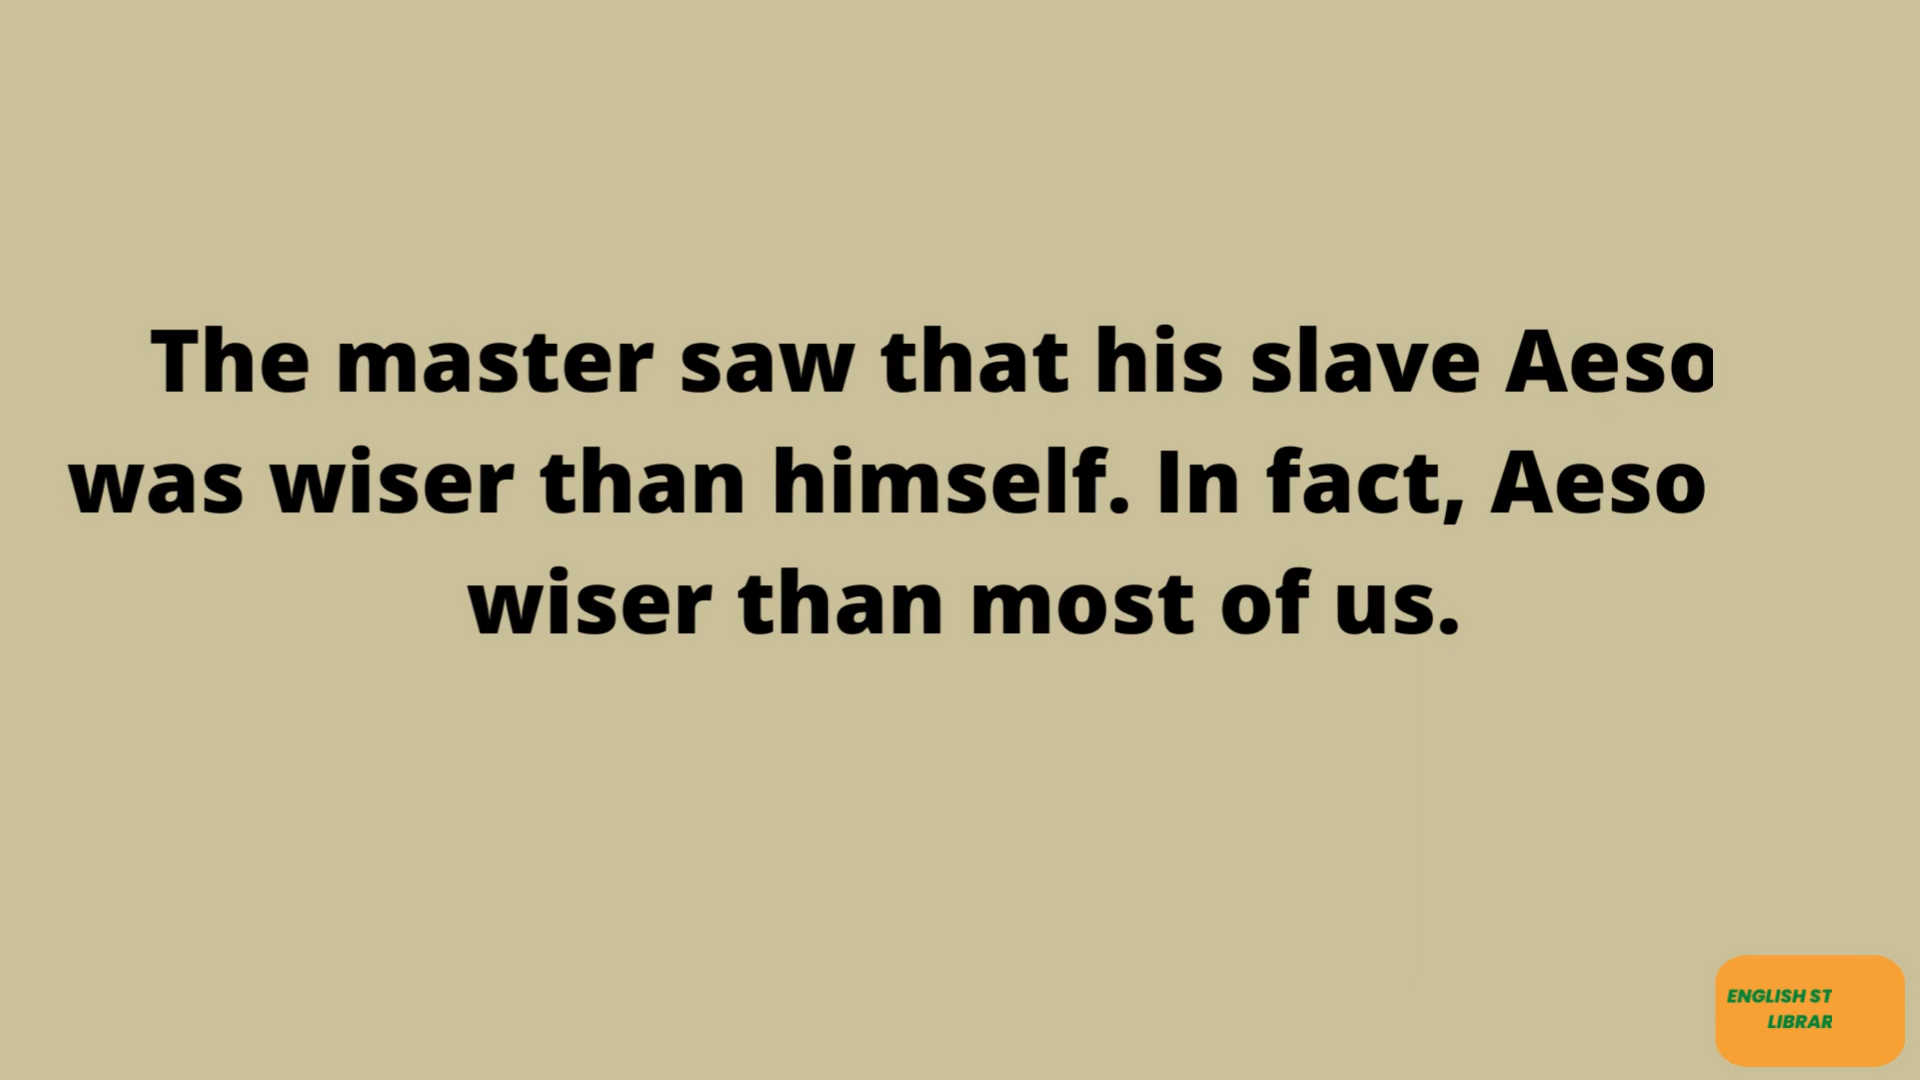 The master saw that his slave Aeso
was wiser than himself. In fact, Aeso
wiser than most of us.
ENGLISH ST
LIBRAR